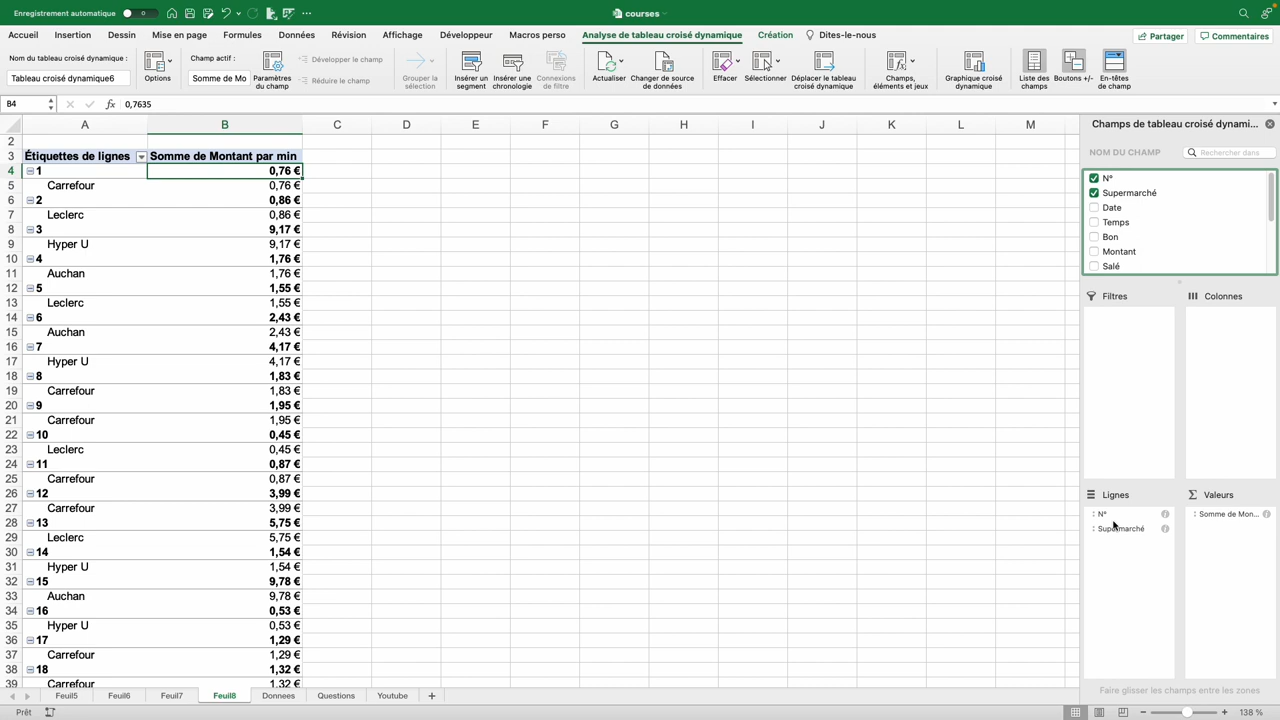 Enregistrement automatique
courses
Accueil Insertion Dessin Mise en page Formules Données Révision Affichage Développeur Macros perso Analyse de tableau croisé dynamique Création Dites-le-nous Partager Commentaires
Nom du tableau croisé dynamique :
Tableau croisé dynamique6
Options
Champ actif :
Somme de Mo
Paramètres du champ
Développer le champ
Réduire le champ
Grouper la sélection
Insérer un segment
Insérer une chronologie
Connexions de filtre
Actualiser
Changer de source de données
Effacer
Sélectionner
Déplacer le tableau croisé dynamique
Champs, éléments et jeux
Graphique croisé dynamique
Liste des champs
Boutons +/-
En-têtes de champ
B4 fx 0,7635
A B C D E F G H I J K L M
2
3 Étiquettes de lignes Somme de Montant par min
4 1 0,76 €
5 Carrefour 0,76 €
6 2 0,86 €
7 Leclerc 0,86 €
8 3 9,17 €
9 Hyper U 9,17 €
10 4 1,76 €
11 Auchan 1,76 €
12 5 1,55 €
13 Leclerc 1,55 €
14 6 2,43 €
15 Auchan 2,43 €
16 7 4,17 €
17 Hyper U 4,17 €
18 8 1,83 €
19 Carrefour 1,83 €
20 9 1,95 €
21 Carrefour 1,95 €
22 10 0,45 €
23 Leclerc 0,45 €
24 11 0,87 €
25 Carrefour 0,87 €
26 12 3,99 €
27 Carrefour 3,99 €
28 13 5,75 €
29 Leclerc 5,75 €
30 14 1,54 €
31 Hyper U 1,54 €
32 15 9,78 €
33 Auchan 9,78 €
34 16 0,53 €
35 Hyper U 0,53 €
36 17 1,29 €
37 Carrefour 1,29 €
38 18 1,32 €
39 Carrefour 1,32 €
Champs de tableau croisé dynami...
NOM DU CHAMP Rechercher dans
N°
Supermarché
Date
Temps
Bon
Montant
Salé
Filtres Colonnes
Lignes Valeurs
N° Somme de Mon...
Supermarché
Faire glisser les champs entre les zones
Feuil5 Feuil6 Feuil7 Feuil8 Donnees Questions Youtube +
Prêt 138 %